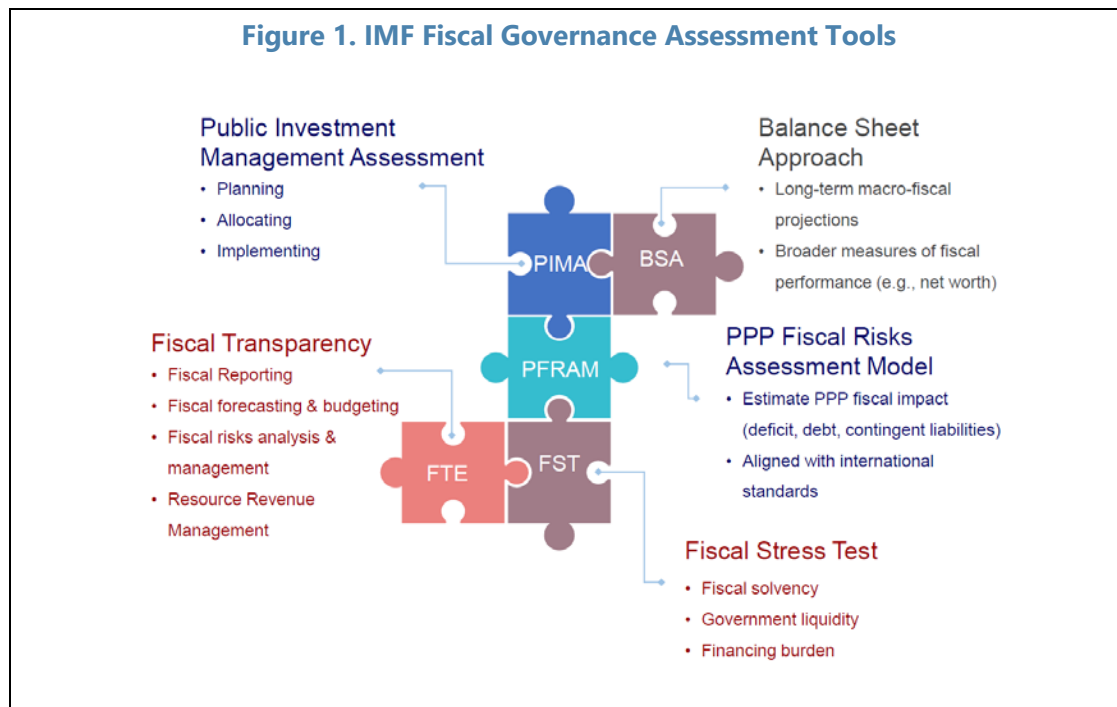 Figure 1. IMF Fiscal Governance Assessment Tools
Public Investment
Management Assessment
• Planning
• Allocating
• Implementing
Balance Sheet
Approach
• Long-term macro-fiscal
projections
• Broader measures of fiscal
performance (e.g., net worth)
PIMA
BSA
Fiscal Transparency
• Fiscal Reporting
• Fiscal forecasting & budgeting
• Fiscal risks analysis &
management
• Resource Revenue
Management
PFRAM
PPP Fiscal Risks
Assessment Model
• Estimate PPP fiscal impact
(deficit, debt, contingent liabilities)
• Aligned with international
standards
FTE
FST
Fiscal Stress Test
• Fiscal solvency
• Government liquidity
• Financing burden